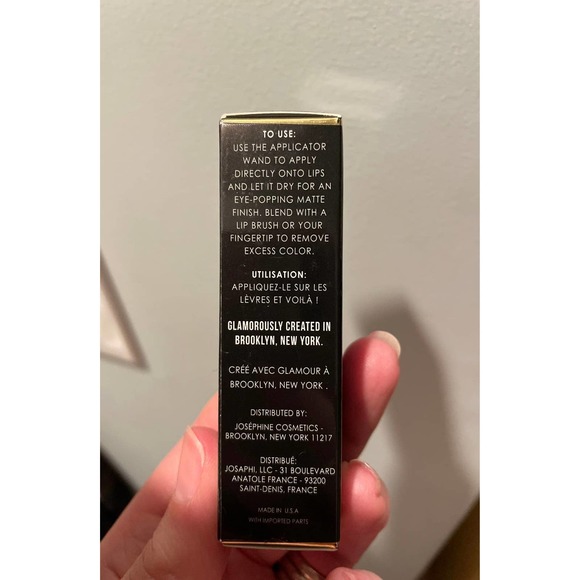 TO USE:
USE THE APPLICATOR
WAND TO APPLY
DIRECTLY ONTO LIPS
AND LET IT DRY FOR AN
EYE-POPPING MATTE
FINISH. BLEND WITH A
LIP BRUSH OR YOUR
FINGERTIP TO REMOVE
EXCESS COLOR.
UTILISATION:
APPLIQUEZ-LE SUR LES
LÈVRES ET VOILÀ !
GLAMOROUSLY CREATED IN
BROOKLYN, NEW YORK.
CRÉÉ AVEC GLAMOUR À
BROOKLYN, NEW YORK .
DISTRIBUTED BY:
JOSÉPHINE COSMETICS -
BROOKLYN, NEW YORK 11217
DISTRIBUÉ:
JOSAPHI, LLC - 31 BOULEVARD
ANATOLE FRANCE - 93200
SAINT-DENIS, FRANCE
MADE IN U.S.A
WITH IMPORTED PARTS